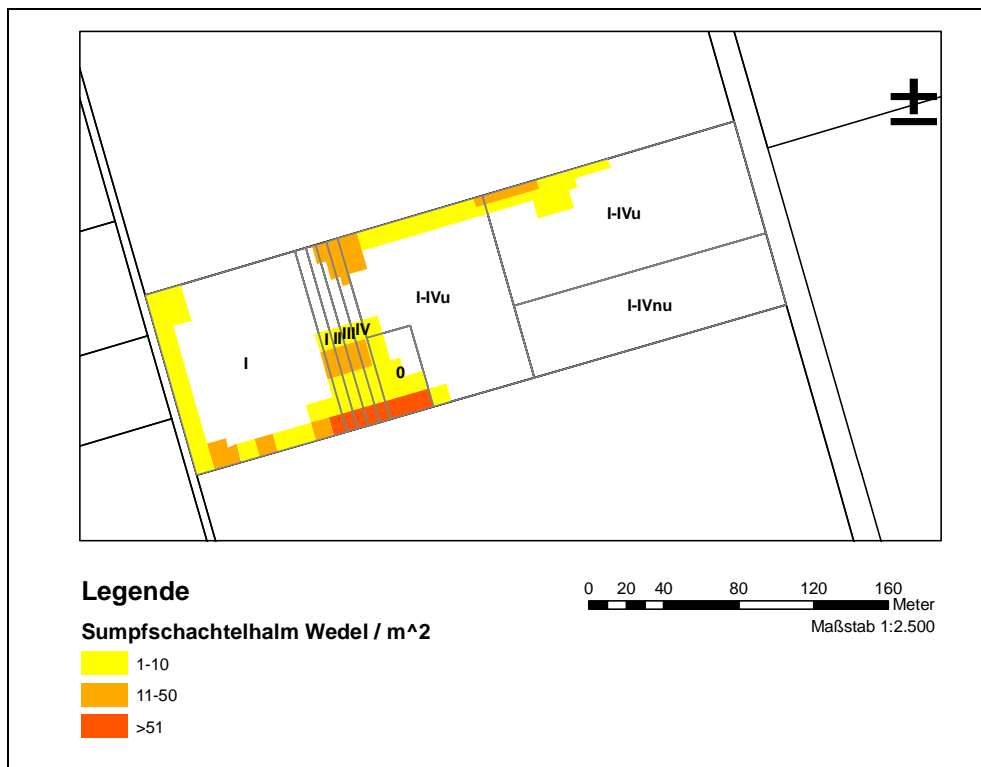 I-IVu
I-IVu
I-IVnu
I II III IV
I
0
Legende
Sumpfschachtelhalm Wedel / m^2
1-10
11-50
>51
0 20 40 80 120 160
Meter
Maßstab 1:2.500